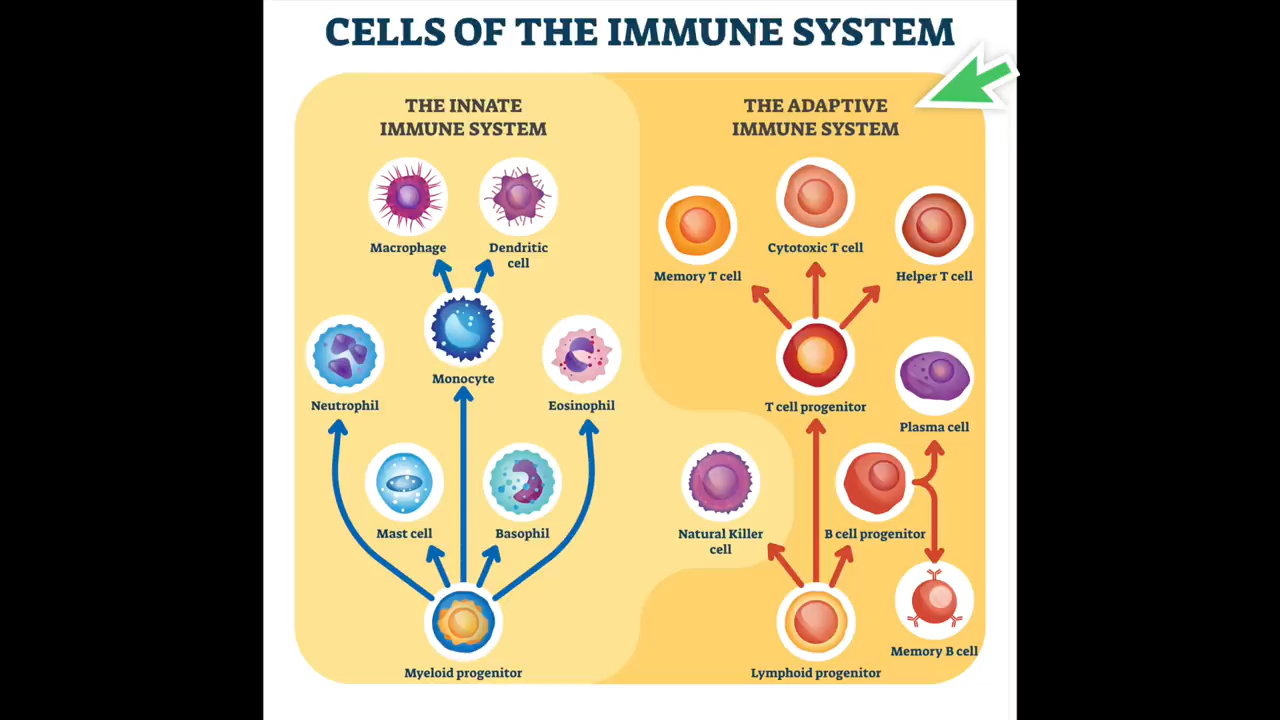 CELLS OF THE IMMUNE SYSTEM
THE INNATE
IMMUNE SYSTEM
Macrophage
Dendritic
cell
Monocyte
Neutrophil
Eosinophil
Mast cell
Basophil
Myeloid progenitor
THE ADAPTIVE
IMMUNE SYSTEM
Memory T cell
Cytotoxic T cell
Helper T cell
T cell progenitor
Plasma cell
Natural Killer
cell
B cell progenitor
Memory B cell
Lymphoid progenitor